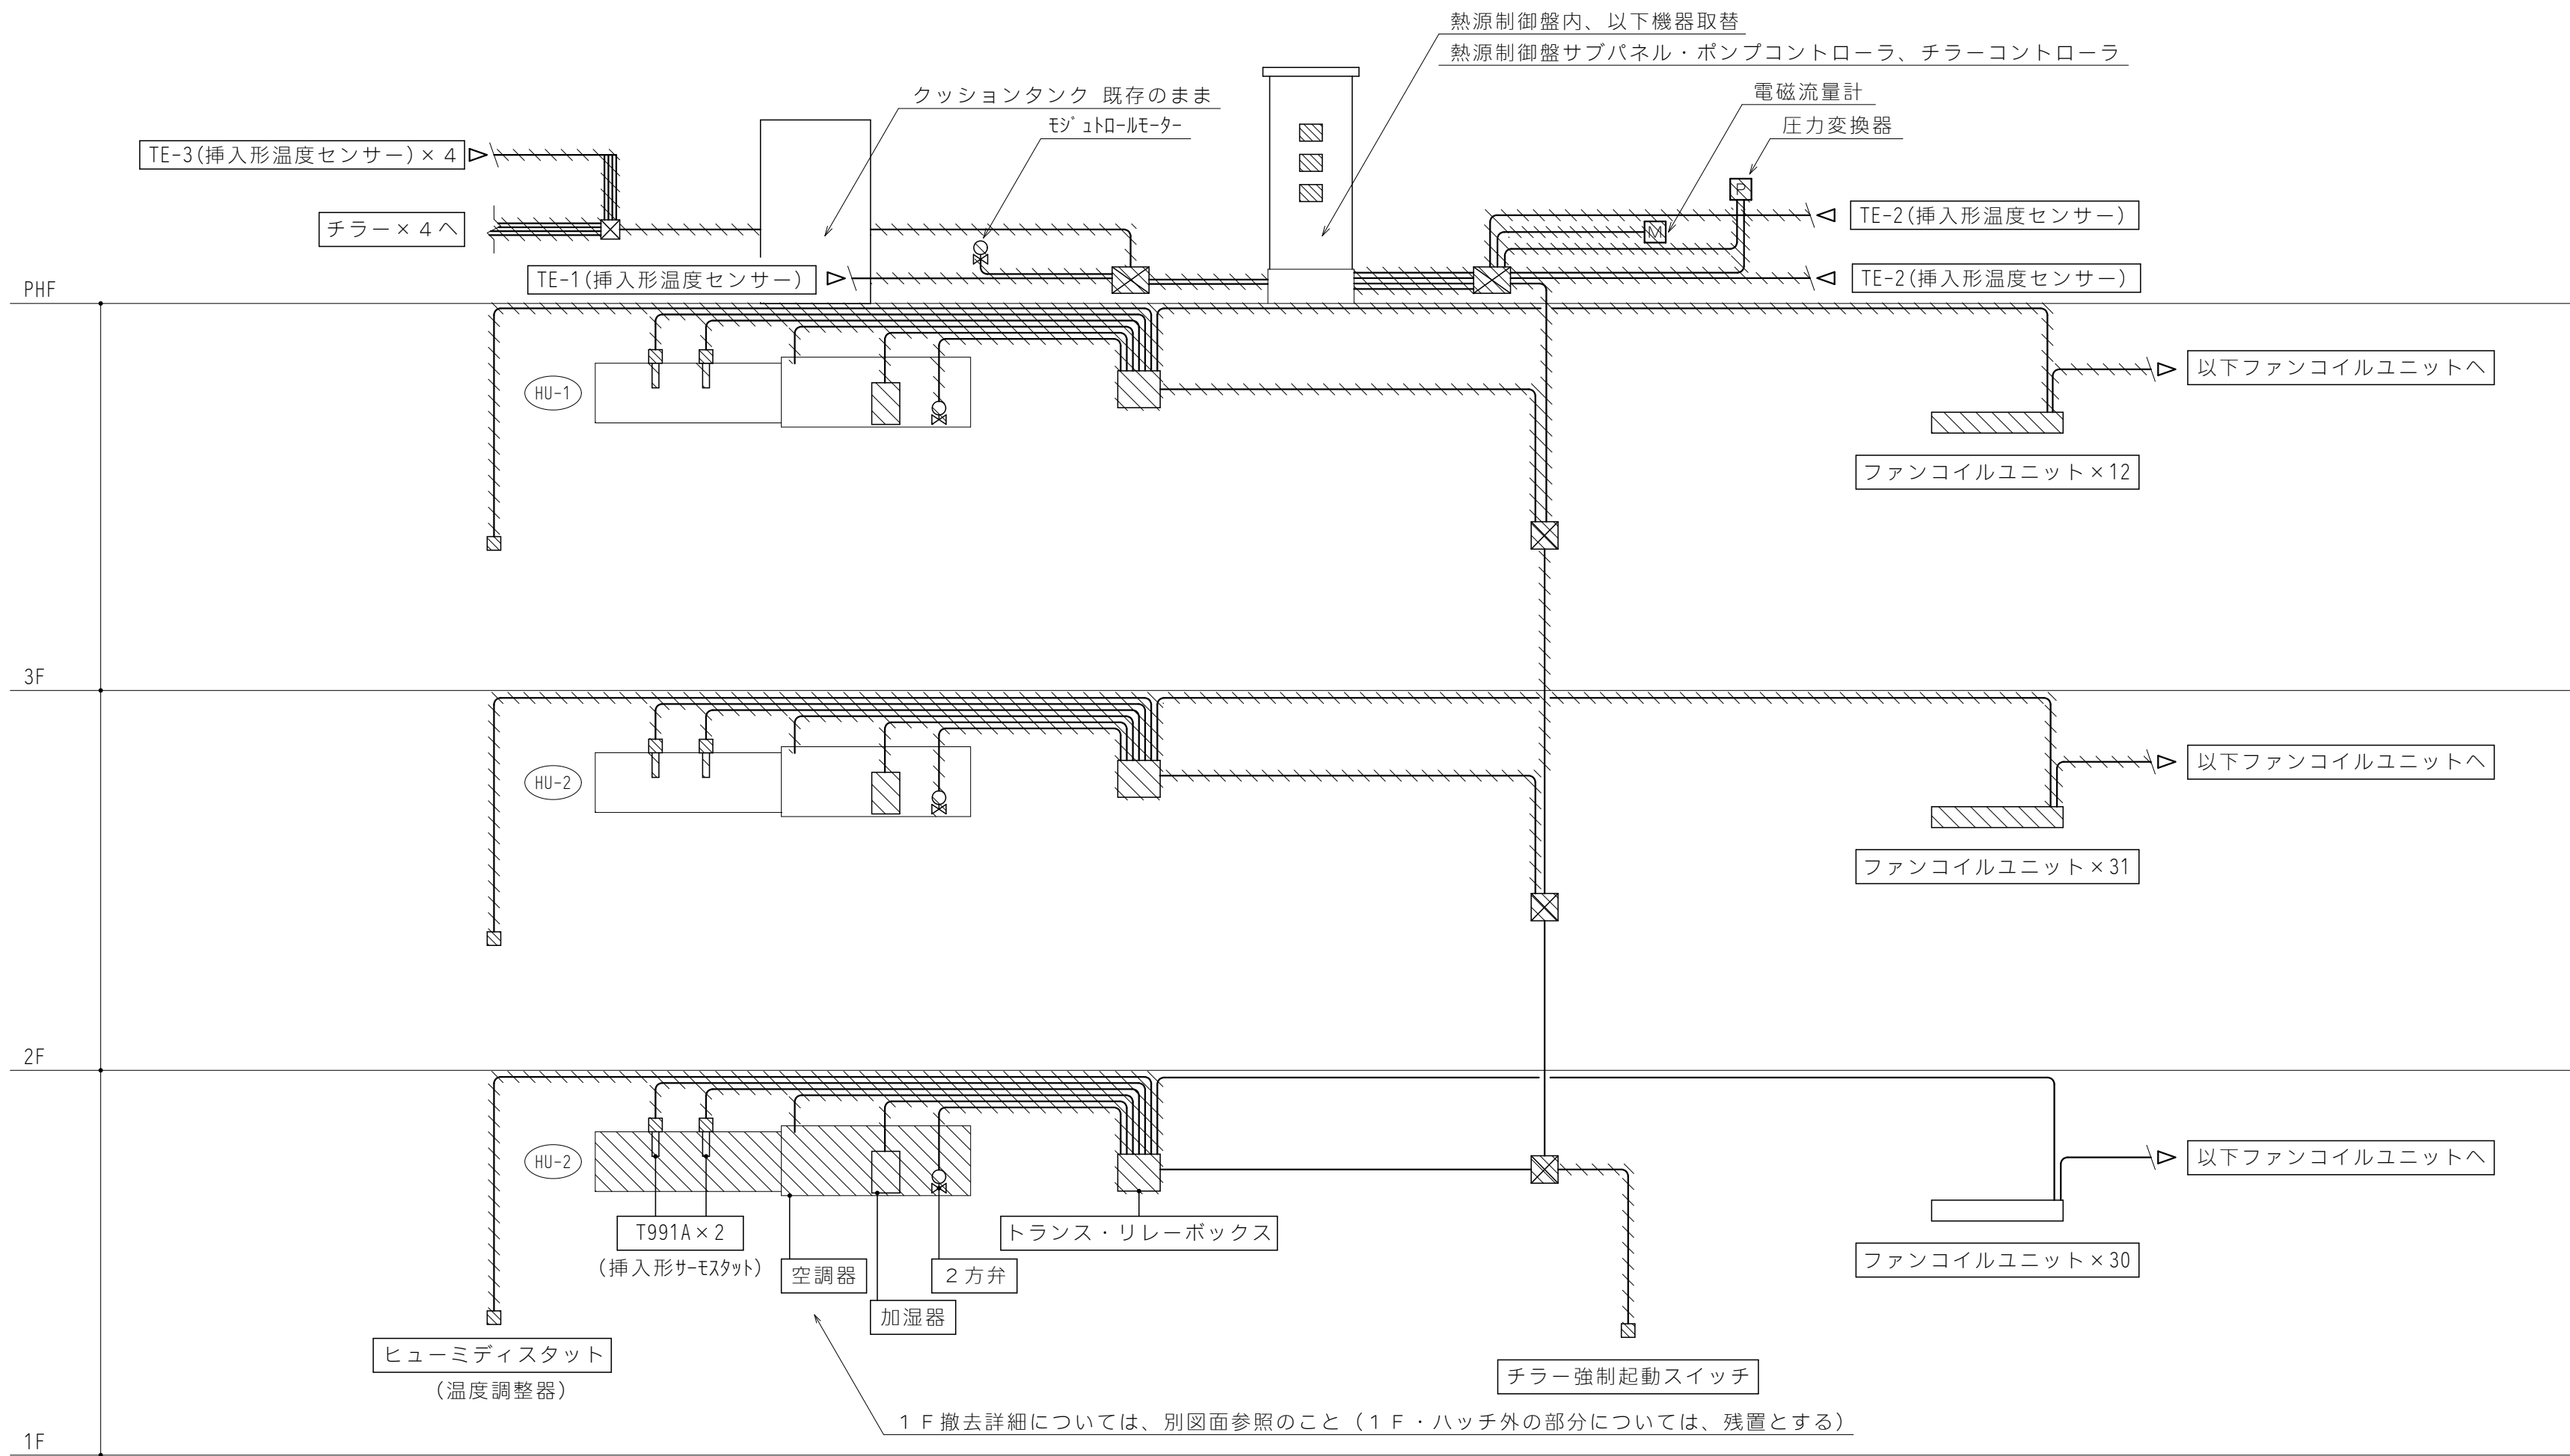 熱源制御盤内、以下機器取替
熱源制御盤サブパネル・ポンプコントローラ、チラーコントローラ
クッションタンク 既存のまま
電磁流量計
モジュトロールモーター
圧力変換器
TE-3(挿入形温度センサー)×4
P
TE-2(挿入形温度センサー)
チラー×4へ
M
TE-1(挿入形温度センサー)
TE-2(挿入形温度センサー)
PHF
HU-1
以下ファンコイルユニットへ
ファンコイルユニット×12
3F
HU-2
以下ファンコイルユニットへ
ファンコイルユニット×31
2F
HU-2
以下ファンコイルユニットへ
T991A×2
(挿入形サーモスタット)
トランス・リレーボックス
ファンコイルユニット×30
空調器
2方弁
加湿器
ヒューミディスタット
(温度調整器)
チラー強制起動スイッチ
1F撤去詳細については、別図面参照のこと(1F・ハッチ外の部分については、残置とする)
1F